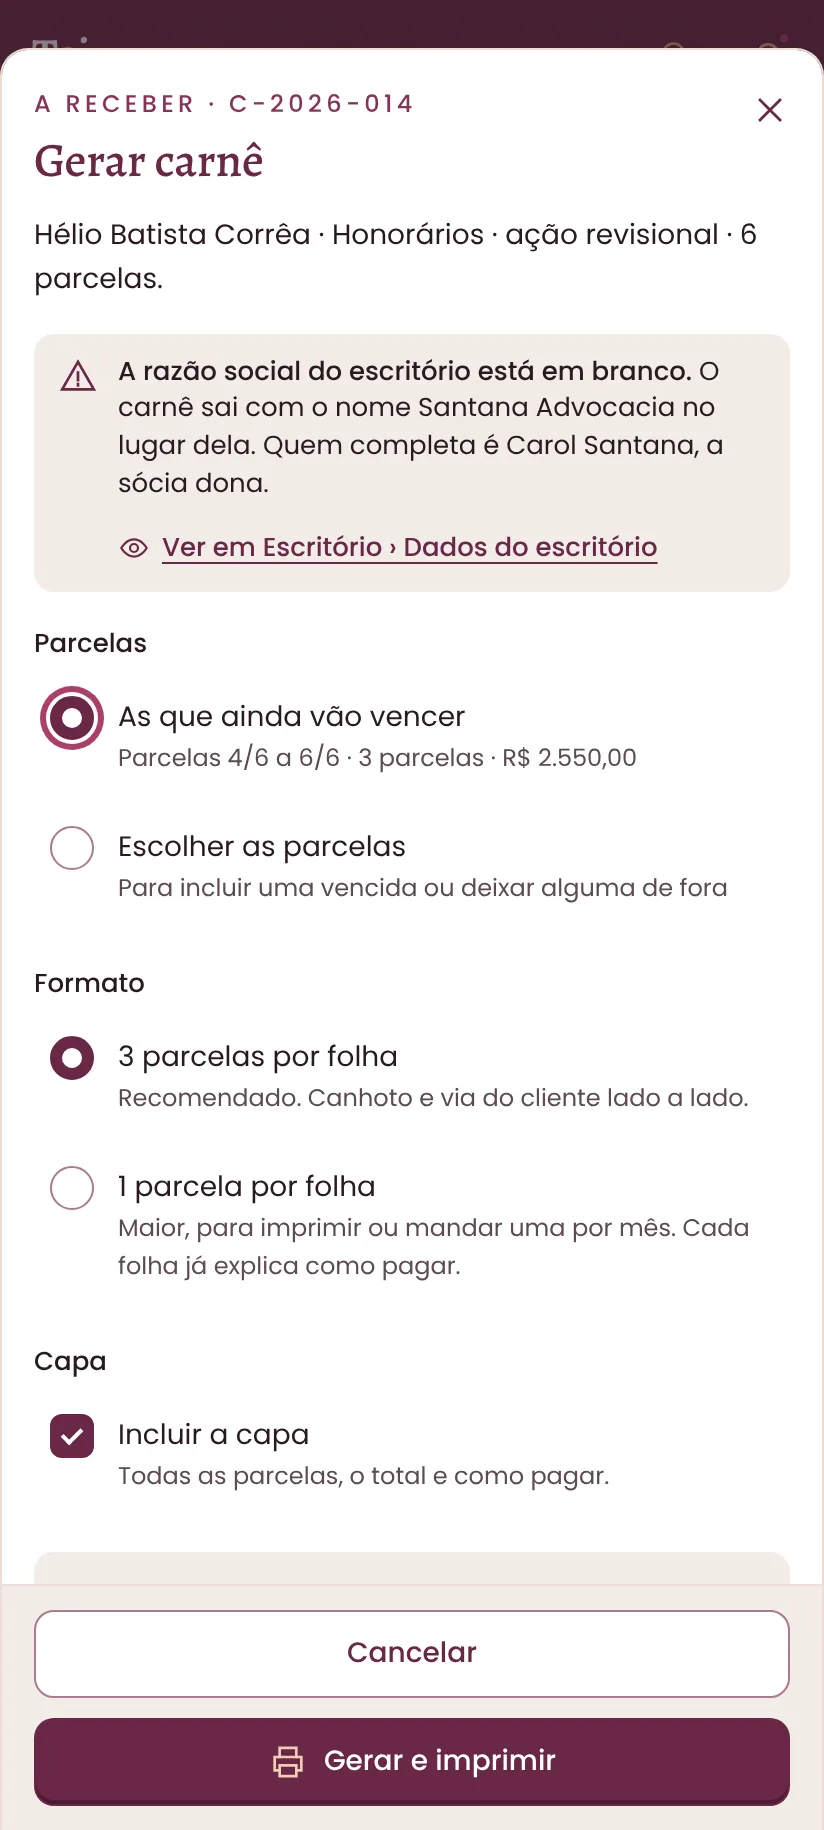 A RECEBER · C-2026-014
Gerar carnê
Hélio Batista Corrêa · Honorários · ação revisional · 6
parcelas.
A razão social do escritório está em branco. O
carnê sai com o nome Santana Advocacia no
lugar dela. Quem completa é Carol Santana, a
sócia dona.
Ver em Escritório › Dados do escritório
Parcelas
As que ainda vão vencer
Parcelas 4/6 a 6/6 · 3 parcelas · R$ 2.550,00
Escolher as parcelas
Para incluir uma vencida ou deixar alguma de fora
Formato
3 parcelas por folha
Recomendado. Canhoto e via do cliente lado a lado.
1 parcela por folha
Maior, para imprimir ou mandar uma por mês. Cada
folha já explica como pagar.
Capa
Incluir a capa
Todas as parcelas, o total e como pagar.
Cancelar
Gerar e imprimir